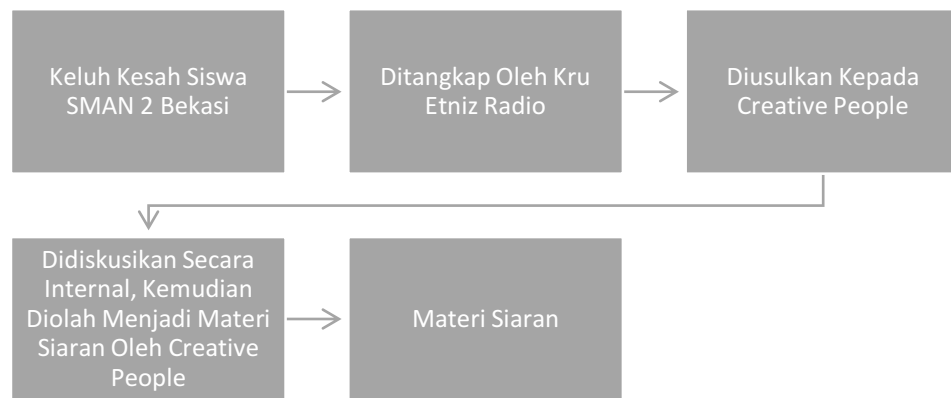 Keluh Kesah Siswa
SMAN 2 Bekasi
Ditangkap Oleh Kru
Etniz Radio
Diusulkan Kepada
Creative People
Didiskusikan Secara
Internal, Kemudian
Diolah Menjadi Materi
Siaran Oleh Creative
People
Materi Siaran